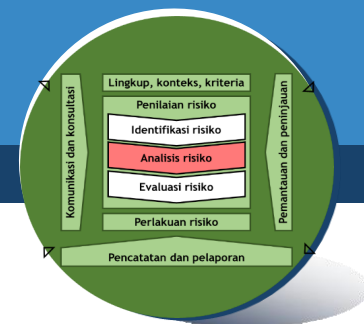 Lingkup, konteks, kriteria
Penilaian risiko
Identifikasi risiko
Analisis risiko
Evaluasi risiko
Perlakuan risiko
Pencatatan dan pelaporan
Komunikasi dan konsultasi
Pemantauan dan peninjauan